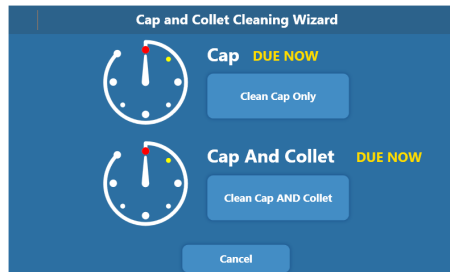 Cap and Collet Cleaning Wizard
Cap DUE NOW
Clean Cap Only
Cap And Collet DUE NOW
Clean Cap AND Collet
Cancel